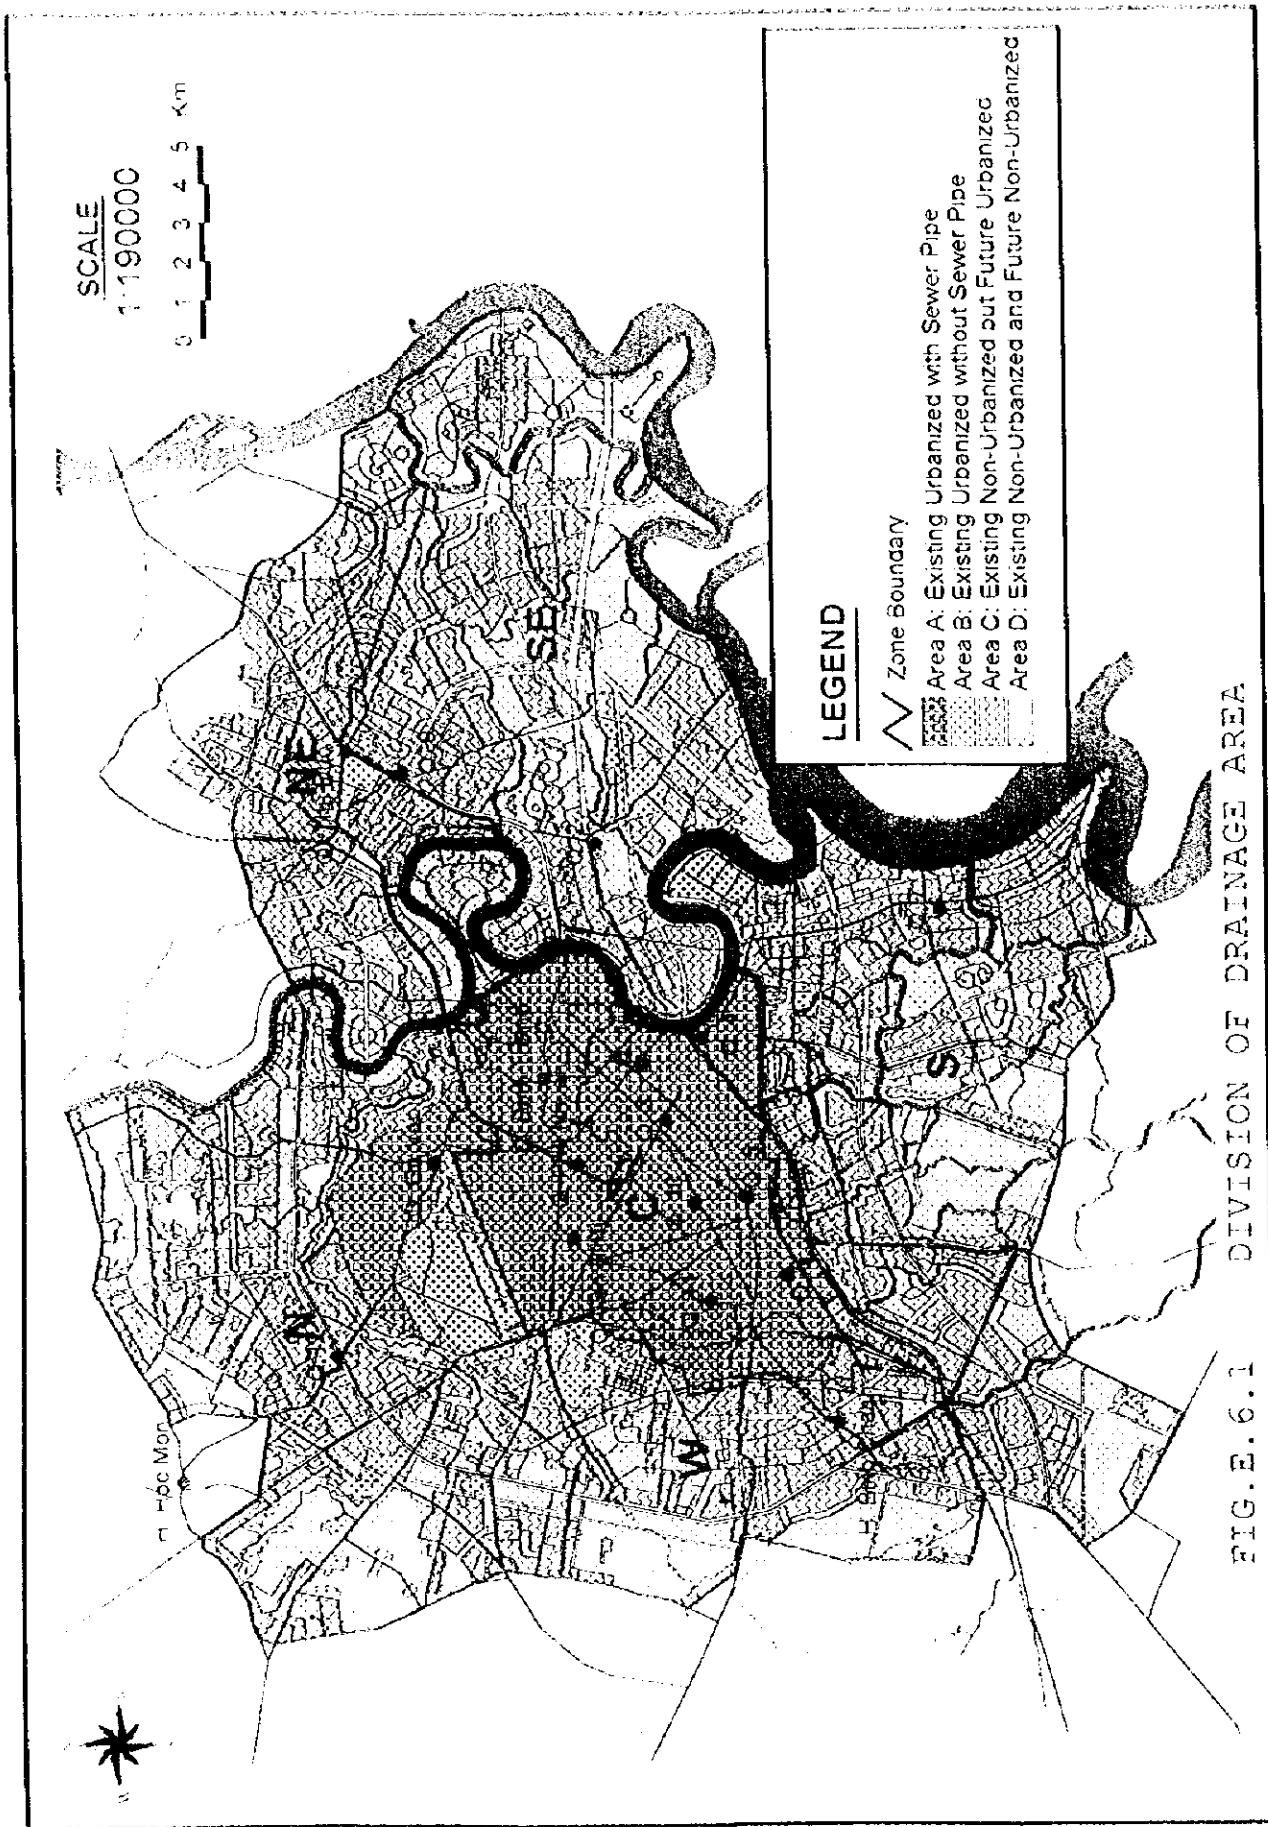 SCALE
1:190000
0 1 2 3 4 5 Km
NE
SE
N
C
W
S
H Hoc Mon
LEGEND
Zone Boundary
Area A: Existing Urbanized with Sewer Pipe
Area B: Existing Urbanized without Sewer Pipe
Area C: Existing Non-Urbanized but Future Urbanized
Area D: Existing Non-Urbanized and Future Non-Urbanized
FIG.E.6.1 DIVISION OF DRAINAGE AREA